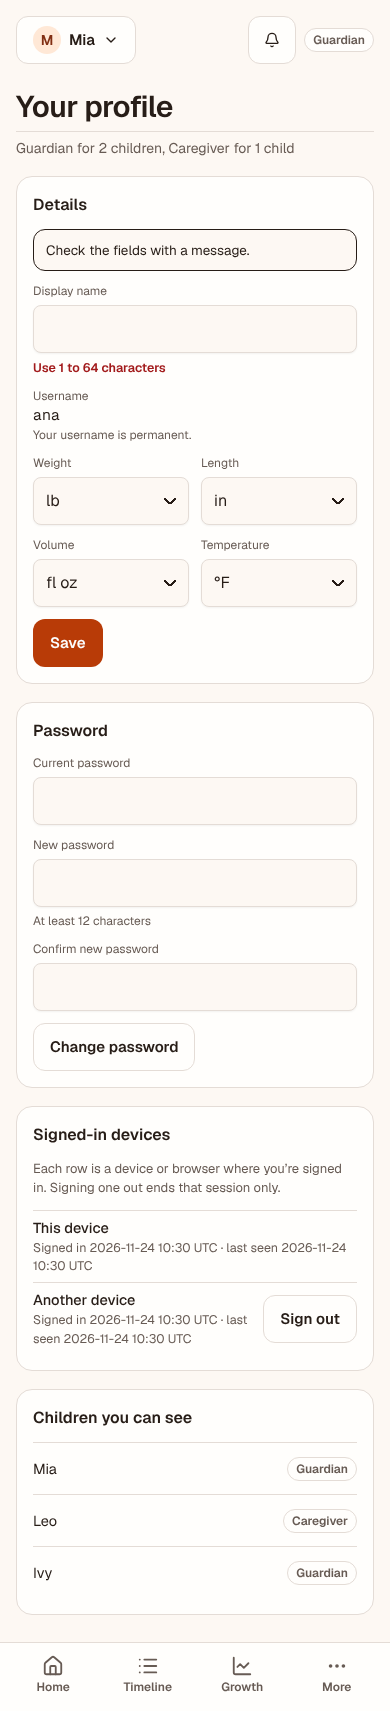 M Mia
Guardian
Your profile
Guardian for 2 children, Caregiver for 1 child
Details
Check the fields with a message.
Display name
Use 1 to 64 characters
Username
ana
Your username is permanent.
Weight Length
lb in
Volume Temperature
fl oz °F
Save
Password
Current password
New password
At least 12 characters
Confirm new password
Change password
Signed-in devices
Each row is a device or browser where you're signed
in. Signing one out ends that session only.
This device
Signed in 2026-11-24 10:30 UTC · last seen 2026-11-24
10:30 UTC
Another device
Signed in 2026-11-24 10:30 UTC · last
seen 2026-11-24 10:30 UTC
Sign out
Children you can see
Mia Guardian
Leo Caregiver
Ivy Guardian
Home Timeline Growth More